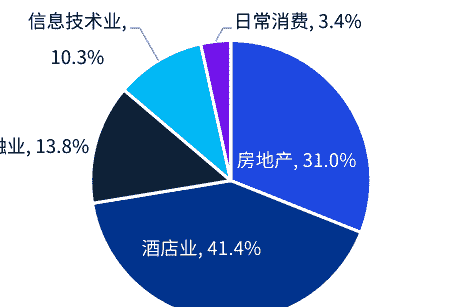 信息技术业,
10.3%
日常消费, 3.4%
融业, 13.8%
房地产, 31.0%
酒店业, 41.4%